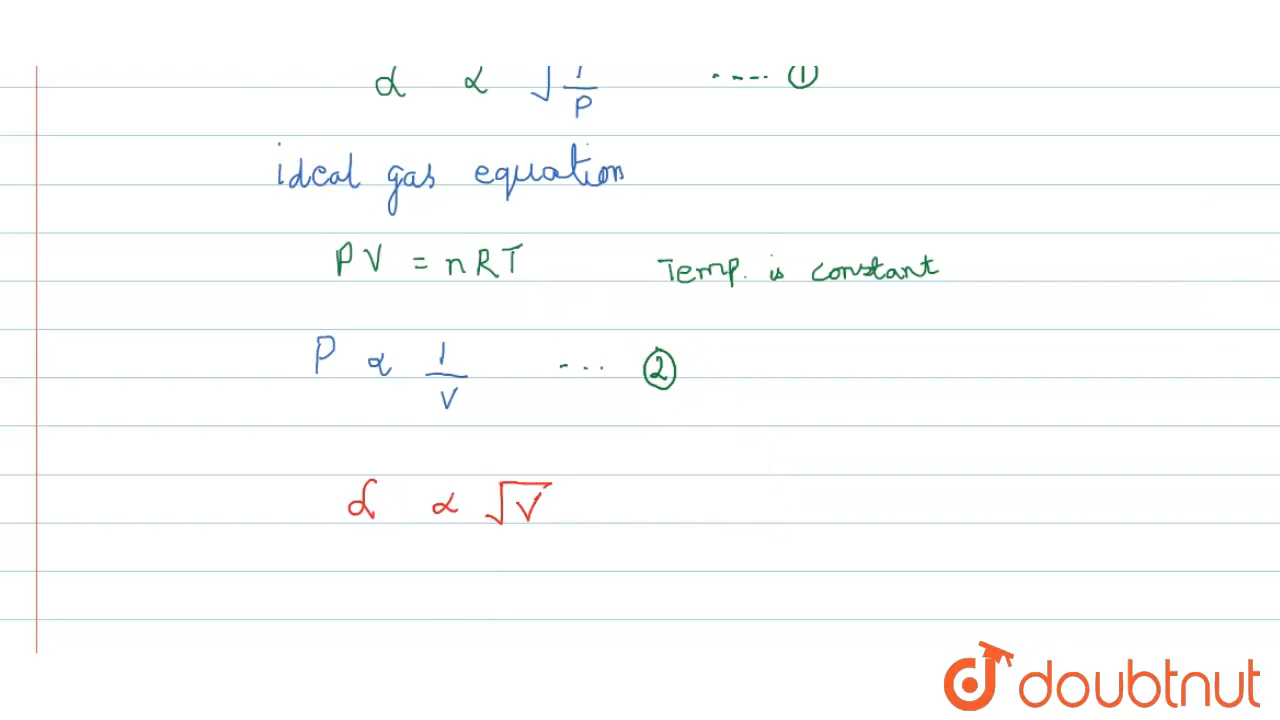 α ∝ √1/P ..... ①
ideal gas equation
PV = nRT Temp. is constant
P ∝ 1/V ..... ②
α ∝ √V
doubtnut